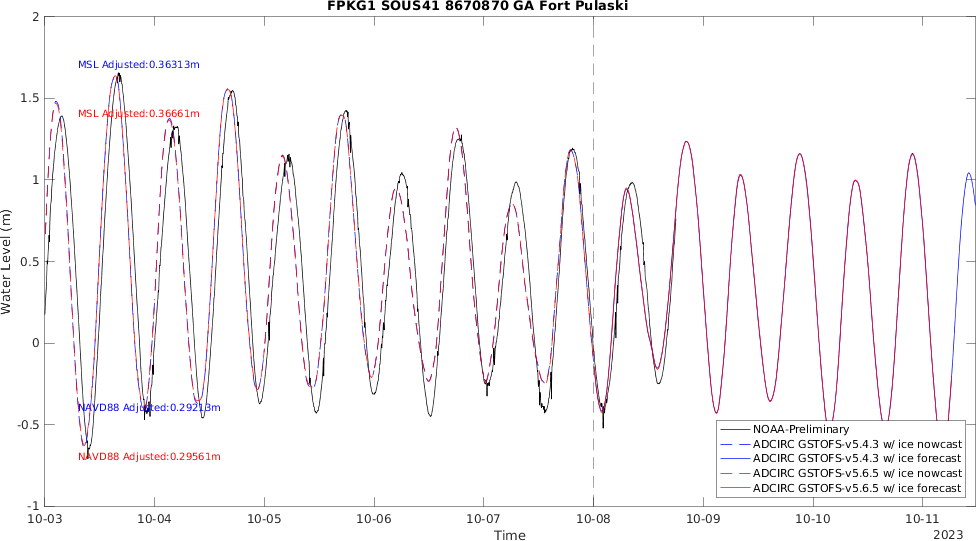 FPKG1 SOUS41 8670870 GA Fort Pulaski
2
1.5
1
0.5
0
-0.5
-1
Water Level (m)
MSL Adjusted:0.36313m
MSL Adjusted:0.36661m
NAVD88 Adjusted:0.29213m
NAVD88 Adjusted:0.29561m
NOAA-Preliminary
ADCIRC GSTOFS-v5.4.3 w/ ice nowcast
ADCIRC GSTOFS-v5.4.3 w/ ice forecast
ADCIRC GSTOFS-v5.6.5 w/ ice nowcast
ADCIRC GSTOFS-v5.6.5 w/ ice forecast
10-03 10-04 10-05 10-06 10-07 10-08 10-09 10-10 10-11
Time
2023